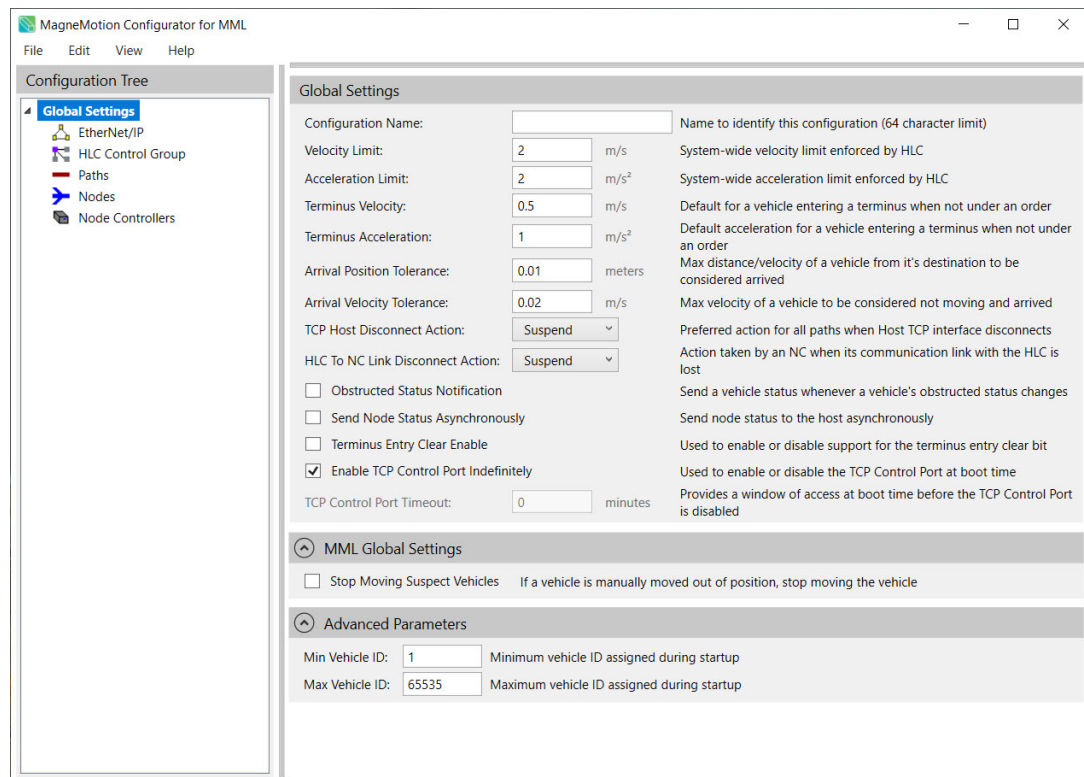 MagneMotion Configurator for MML
File Edit View Help
Configuration Tree
Global Settings
EtherNet/IP
HLC Control Group
Paths
Nodes
Node Controllers
Global Settings
Configuration Name: Name to identify this configuration (64 character limit)
Velocity Limit: 2 m/s System-wide velocity limit enforced by HLC
Acceleration Limit: 2 m/s² System-wide acceleration limit enforced by HLC
Terminus Velocity: 0.5 m/s Default for a vehicle entering a terminus when not under an order
Terminus Acceleration: 1 m/s² Default acceleration for a vehicle entering a terminus when not under
an order
Arrival Position Tolerance: 0.01 meters Max distance/velocity of a vehicle from it's destination to be
considered arrived
Arrival Velocity Tolerance: 0.02 m/s Max velocity of a vehicle to be considered not moving and arrived
TCP Host Disconnect Action: Suspend Preferred action for all paths when Host TCP interface disconnects
HLC To NC Link Disconnect Action: Suspend Action taken by an NC when its communication link with the HLC is
lost
Obstructed Status Notification Send a vehicle status whenever a vehicle's obstructed status changes
Send Node Status Asynchronously Send node status to the host asynchronously
Terminus Entry Clear Enable Used to enable or disable support for the terminus entry clear bit
Enable TCP Control Port Indefinitely Used to enable or disable the TCP Control Port at boot time
TCP Control Port Timeout: 0 minutes Provides a window of access at boot time before the TCP Control Port
is disabled
MML Global Settings
Stop Moving Suspect Vehicles If a vehicle is manually moved out of position, stop moving the vehicle
Advanced Parameters
Min Vehicle ID: 1 Minimum vehicle ID assigned during startup
Max Vehicle ID: 65535 Maximum vehicle ID assigned during startup